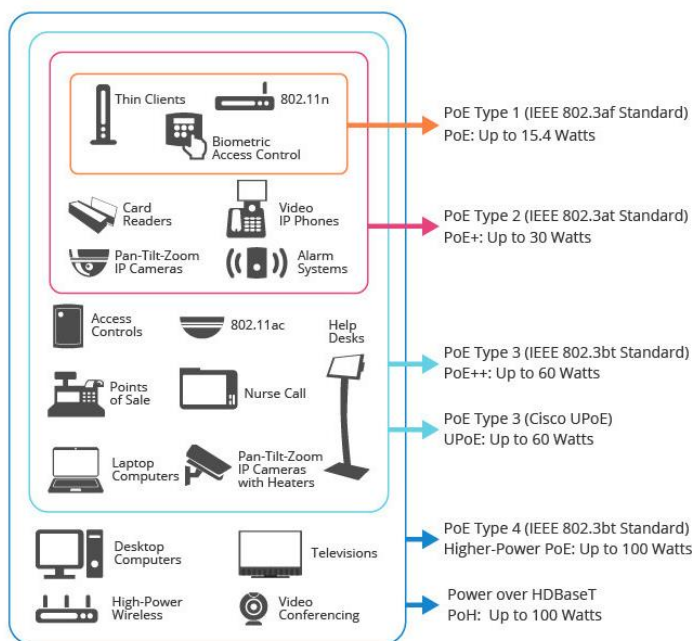 Thin Clients
802.11n
Biometric
Access Control
PoE Type 1 (IEEE 802.3af Standard)
PoE: Up to 15.4 Watts
Card
Readers
Video
IP Phones
Pan-Tilt-Zoom
IP Cameras
Alarm
Systems
PoE Type 2 (IEEE 802.3at Standard)
PoE+: Up to 30 Watts
Access
Controls
802.11ac
Help
Desks
Points
of Sale
Nurse Call
Laptop
Computers
Pan-Tilt-Zoom
IP Cameras
with Heaters
PoE Type 3 (IEEE 802.3bt Standard)
PoE++: Up to 60 Watts
PoE Type 3 (Cisco UPoE)
UPoE: Up to 60 Watts
Desktop
Computers
Televisions
High-Power
Wireless
Video
Conferencing
PoE Type 4 (IEEE 802.3bt Standard)
Higher-Power PoE: Up to 100 Watts
Power over HDBaseT
PoH: Up to 100 Watts